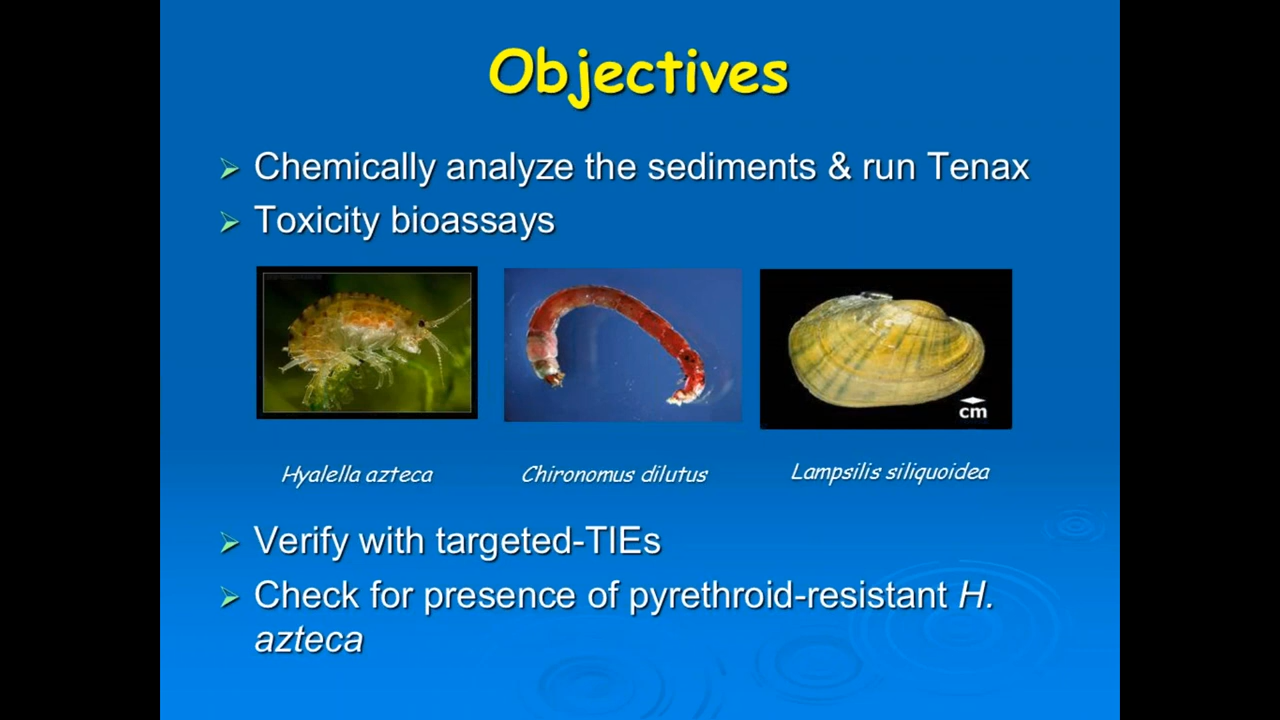 Objectives
Chemically analyze the sediments & run Tenax
Toxicity bioassays
cm
Hyalella azteca
Chironomus dilutus
Lampsilis siliquoidea
Verify with targeted-TIEs
Check for presence of pyrethroid-resistant H.
azteca